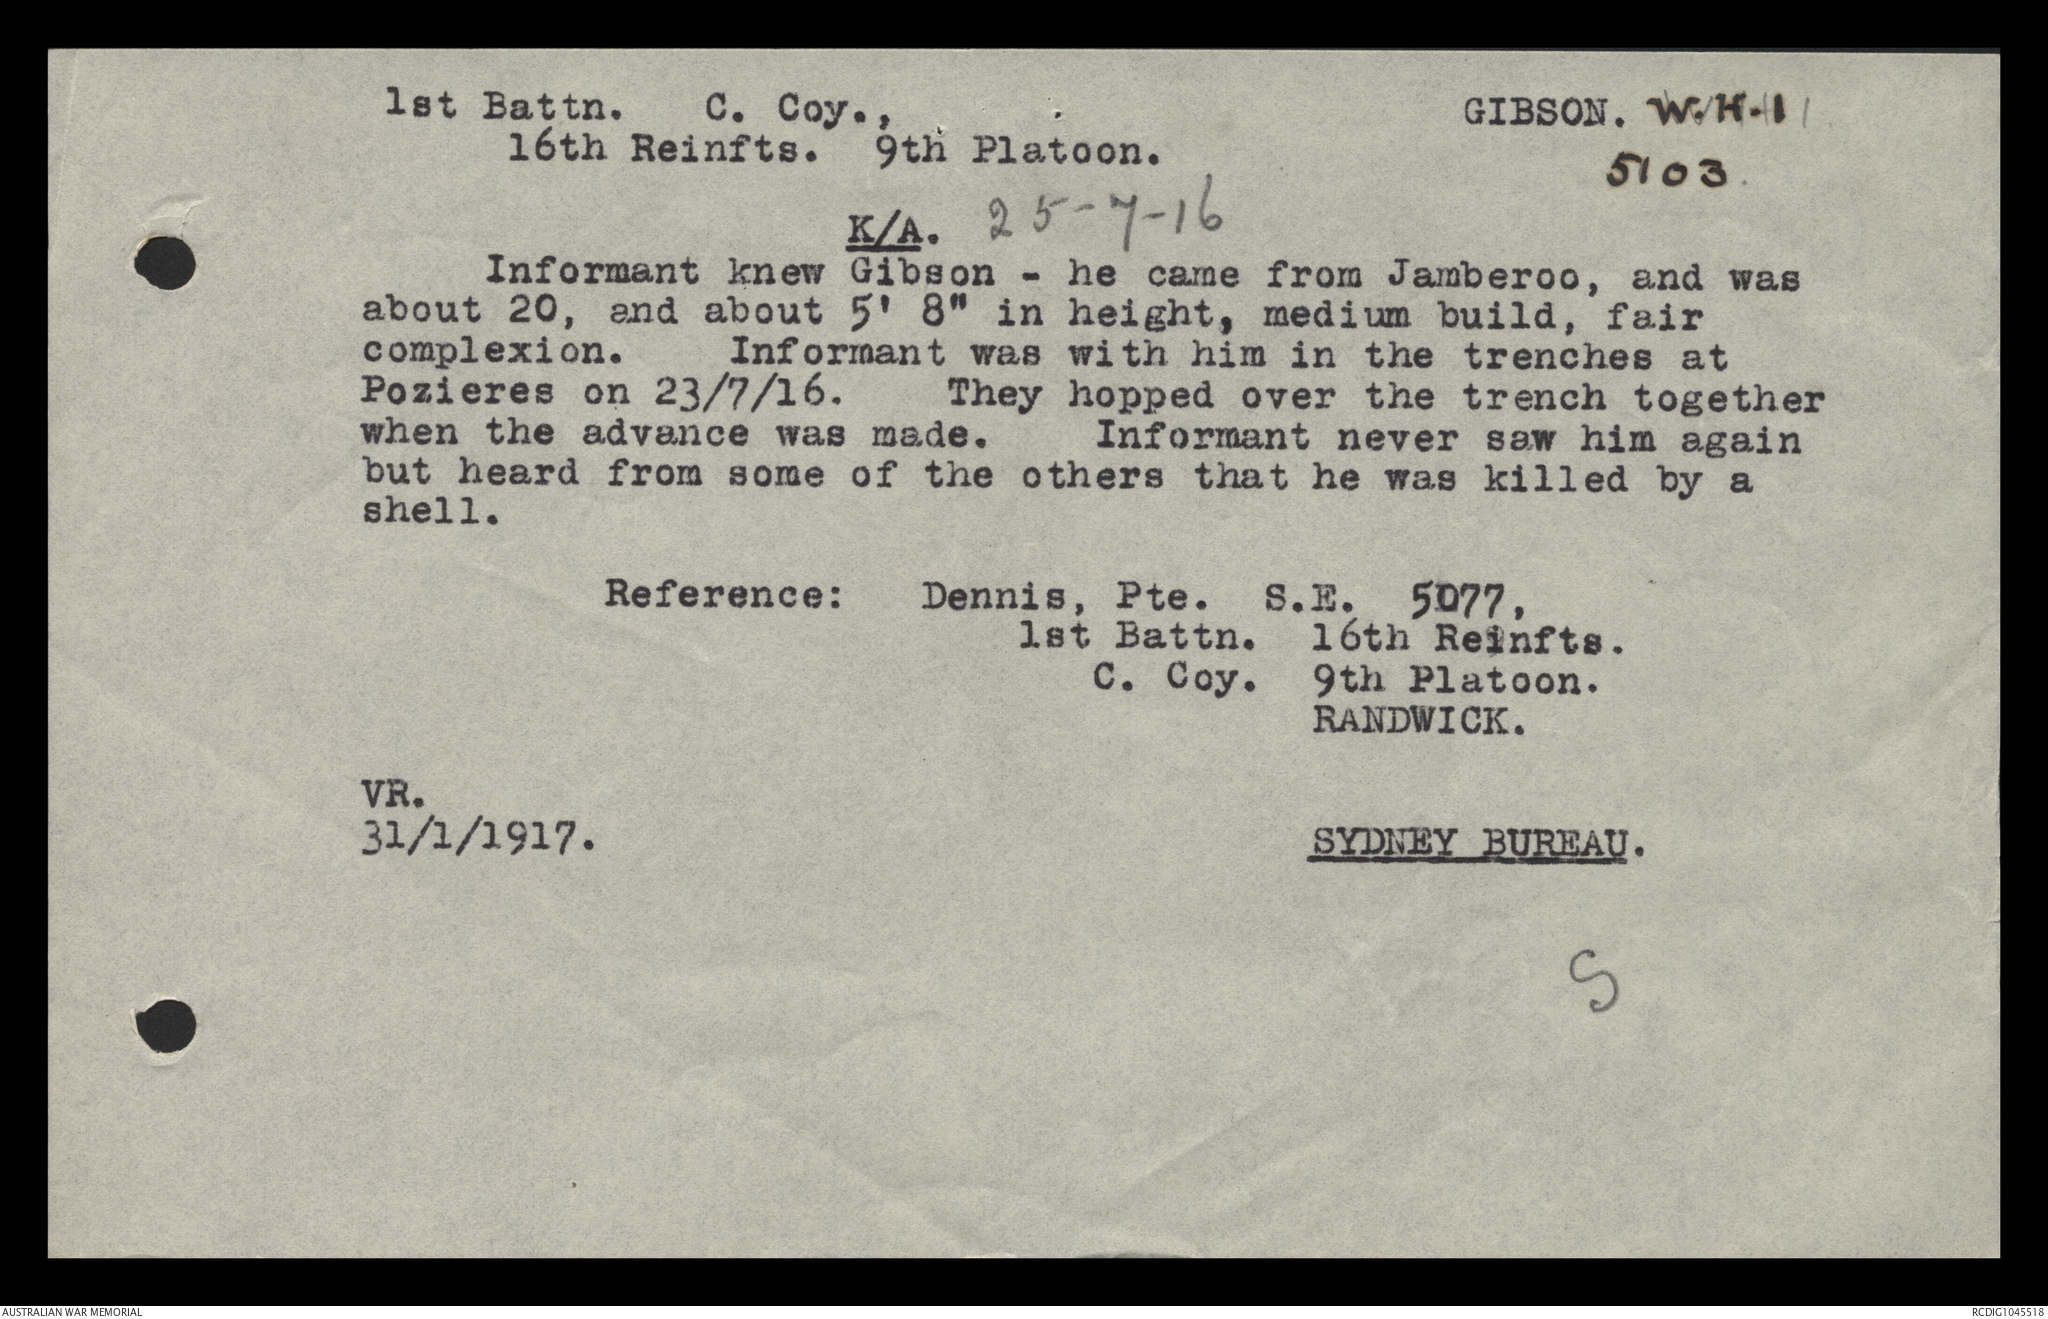 1st Battn. C. Coy., GIBSON. W.H.
16th Reinfts. 9th Platoon. 5103
K/A. 25-7-16
Informant knew Gibson - he came from Jamberoo, and was
about 20, and about 5' 8" in height, medium build, fair
complexion. Informant was with him in the trenches at
Pozieres on 23/7/16. They hopped over the trench together
when the advance was made. Informant never saw him again
but heard from some of the others that he was killed by a
shell.
Reference: Dennis, Pte. S.E. 5077,
1st Battn. 16th Reinfts.
C. Coy. 9th Platoon.
RANDWICK.
VR.
31/1/1917.
SYDNEY BUREAU.
S
AUSTRALIAN WAR MEMORIAL
RCDIG1045518